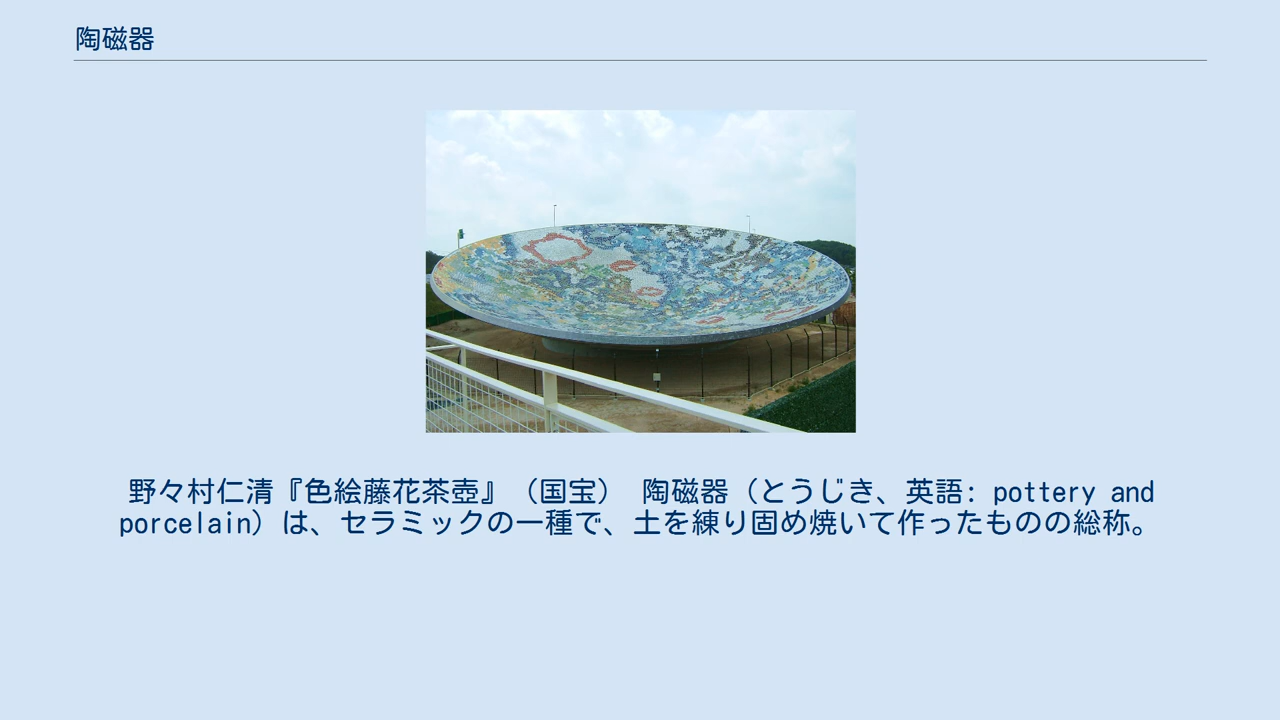 陶磁器
野々村仁清『色絵藤花茶壺』（国宝） 陶磁器（とうじき、英語: pottery and
porcelain）は、セラミックの一種で、土を練り固め焼いて作ったものの総称。